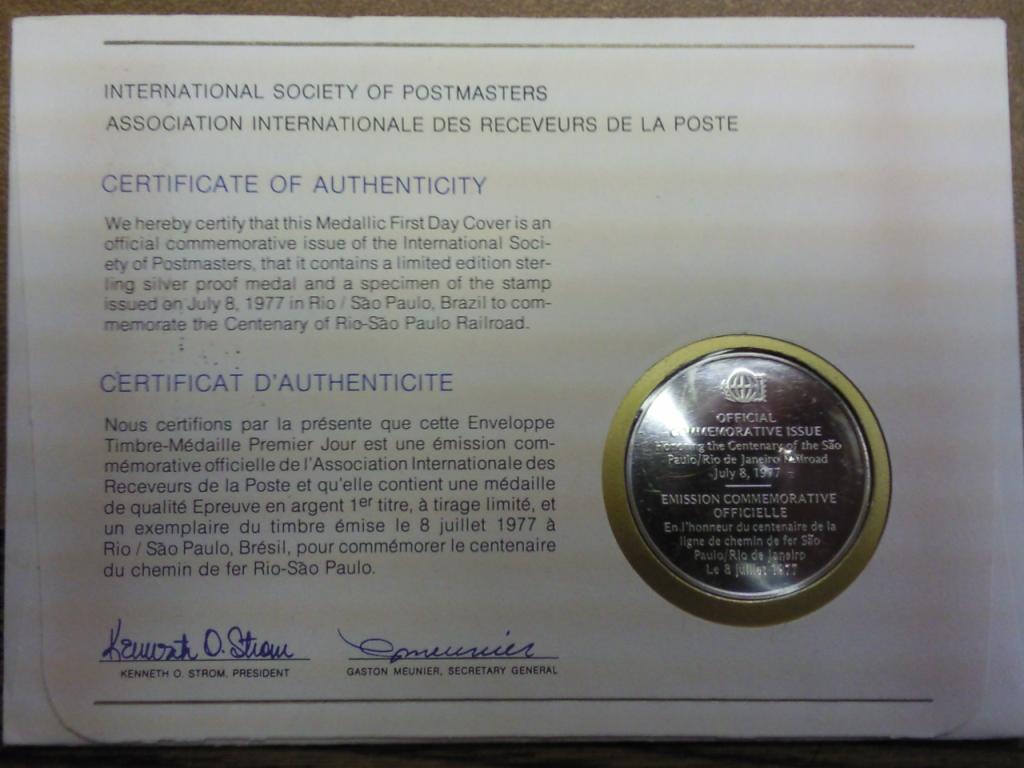 INTERNATIONAL SOCIETY OF POSTMASTERS
ASSOCIATION INTERNATIONALE DES RECEVEURS DE LA POSTE
CERTIFICATE OF AUTHENTICITY
We hereby certify that this Medallic First Day Cover is an
official commemorative issue of the International Soci-
ety of Postmasters, that it contains a limited edition ster-
ling silver proof medal and a specimen of the stamp
issued on July 8, 1977 in Rio / São Paulo, Brazil to com-
memorate the Centenary of Rio-São Paulo Railroad.
CERTIFICAT D'AUTHENTICITE
Nous certifions par la présente que cette Enveloppe
Timbre-Médaille Premier Jour est une émission com-
mémorative officielle de l'Association Internationale des
Receveurs de la Poste et qu'elle contient une médaille
de qualité Epreuve en argent 1er titre, à tirage limité, et
un exemplaire du timbre émise le 8 juillet 1977 à
Rio / São Paulo, Brésil, pour commémorer le centenaire
du chemin de fer Rio-São Paulo.
Kenneth O. Strom
KENNETH O. STROM, PRESIDENT
GMeunier
GASTON MEUNIER, SECRETARY GENERAL
OFFICIAL
COMMEMORATIVE ISSUE
Honoring the Centenary of the São
Paulo/Rio de Janeiro Railroad
July 8, 1977
EMISSION COMMEMORATIVE
OFFICIELLE
En l'honneur du centenaire de la
ligne de chemin de fer São
Paulo/Rio de Janeiro
Le 8 juillet 1977